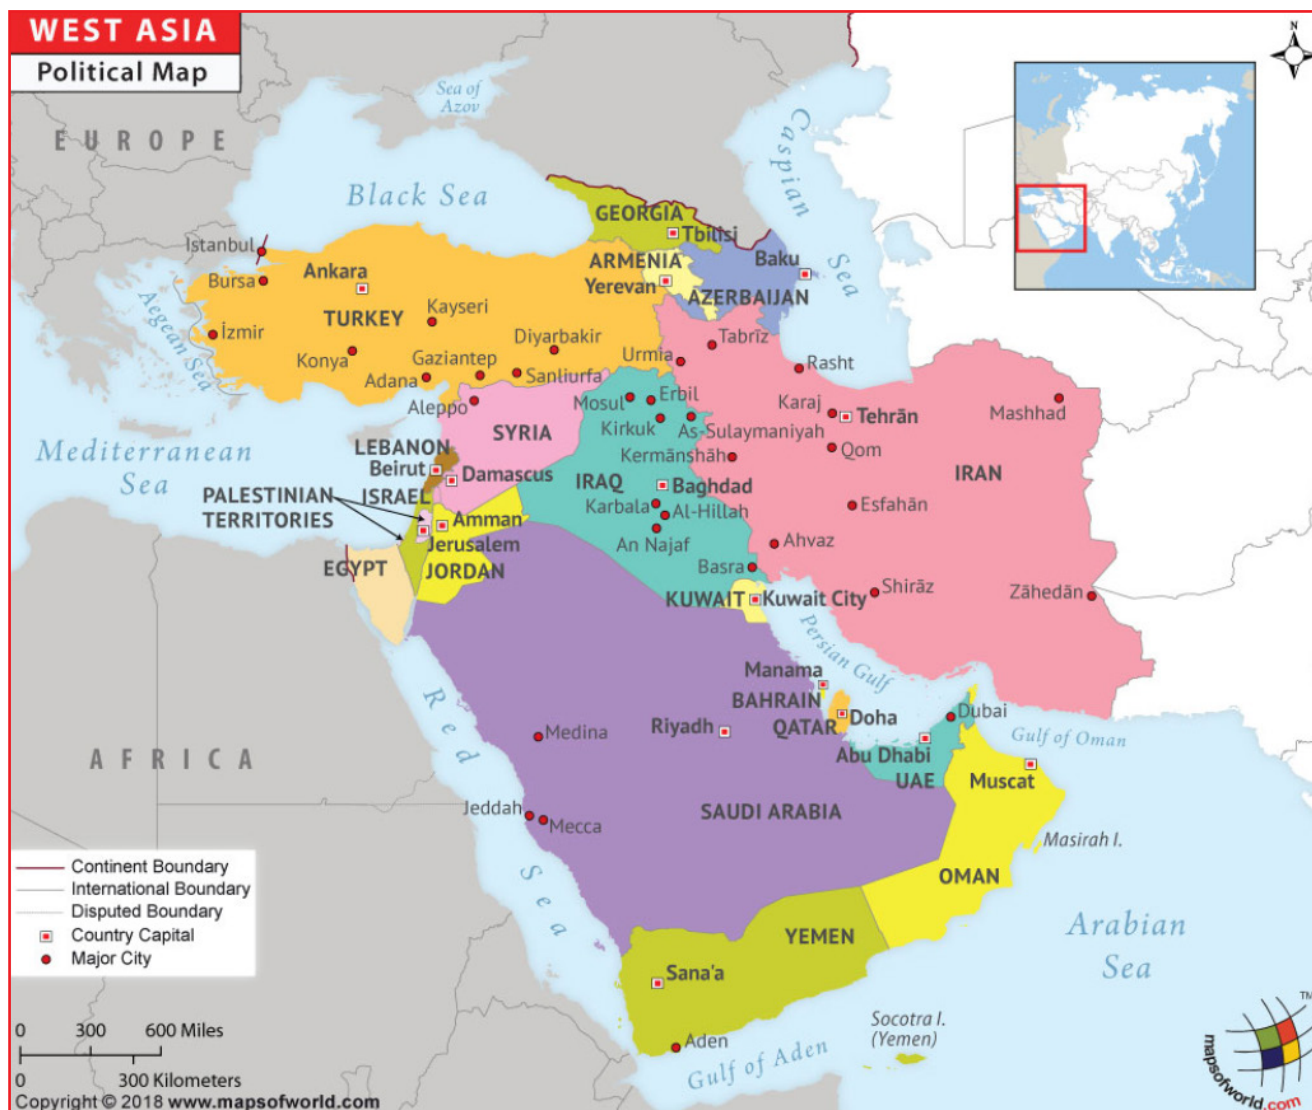 WEST ASIA
Political Map
N
EUROPE
Sea of
Azov
Black Sea
Caspian
Sea
GEORGIA
Tbilisi
Istanbul
Bursa
Ankara
ARMENIA
Yerevan
Baku
AZERBAIJAN
Aegean Sea
İzmir
TURKEY
Kayseri
Konya
Gaziantep
Diyarbakir
Adana
Sanliurfa
Urmia
Tabrīz
Rasht
Aleppo
Mosul
Erbil
Kirkuk
As-Sulaymaniyah
Karaj
Tehrān
Mashhad
Mediterranean
Sea
LEBANON
Beirut
SYRIA
Damascus
Kermānshāh
Qom
IRAN
PALESTINIAN
TERRITORIES
ISRAEL
IRAQ
Baghdad
Karbala
Al-Hillah
Esfahān
Amman
Jerusalem
An Najaf
Ahvaz
EGYPT
JORDAN
Basra
KUWAIT
Kuwait City
Shirāz
Zāhedān
Persian Gulf
Manama
BAHRAIN
QATAR
Doha
Dubai
Gulf of Oman
Red
Sea
Medina
Riyadh
Abu Dhabi
UAE
Muscat
AFRICA
Jeddah
Mecca
SAUDI ARABIA
Masirah I.
OMAN
Arabian
Sea
YEMEN
Sana'a
Socotra I.
(Yemen)
Aden
Gulf of Aden
Continent Boundary
International Boundary
Disputed Boundary
Country Capital
Major City
0 300 600 Miles
0 300 Kilometers
Copyright © 2018 www.mapsofworld.com
TM
mapsofworld.com